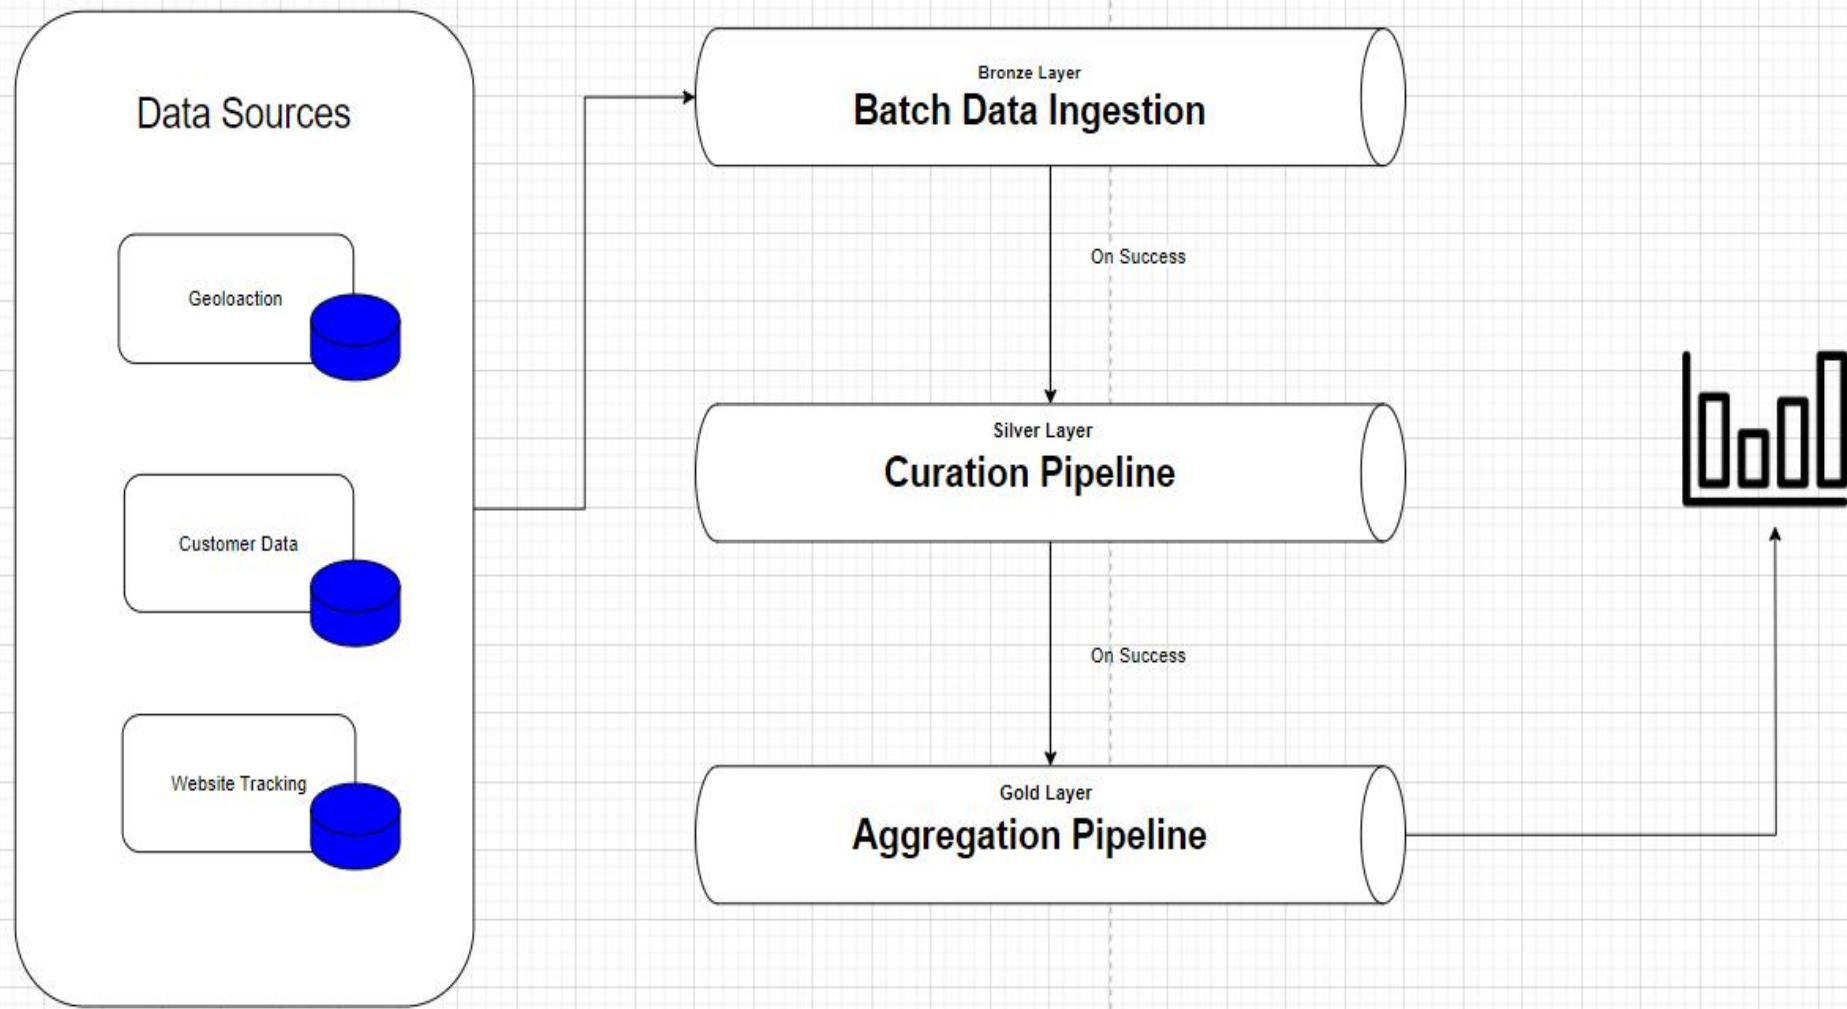 Data Sources
Geoloaction
Customer Data
Website Tracking
Bronze Layer
Batch Data Ingestion
On Success
Silver Layer
Curation Pipeline
On Success
Gold Layer
Aggregation Pipeline